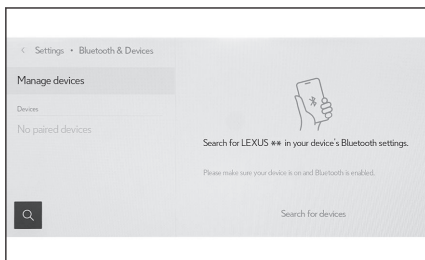 Settings • Bluetooth & Devices
Manage devices
Devices
No paired devices
Search for LEXUS ** in your device's Bluetooth settings.
Please make sure your device is on and Bluetooth is enabled.
Search for devices